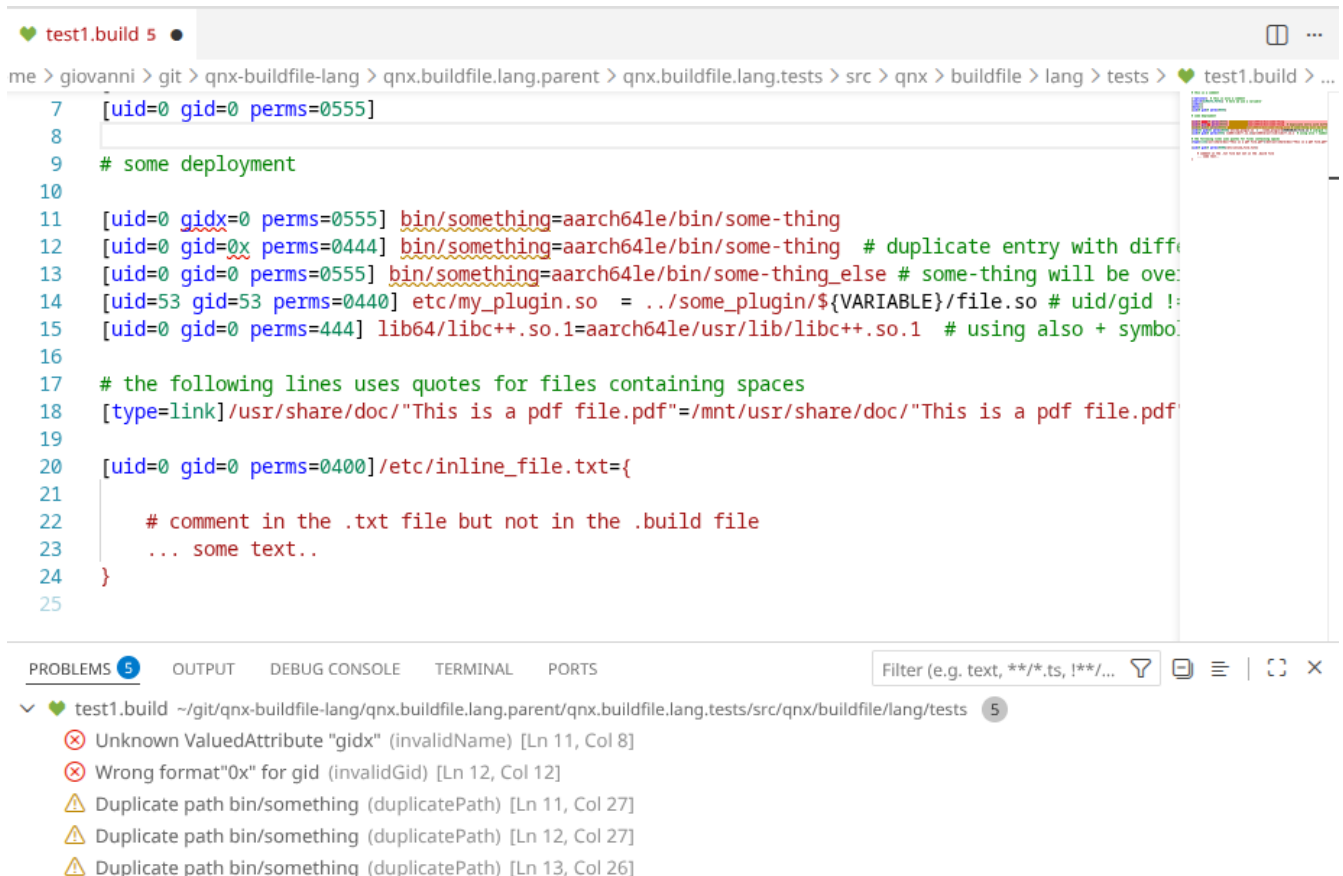 test1.build 5
me > giovanni > git > qnx-buildfile-lang > qnx.buildfile.lang.parent > qnx.buildfile.lang.tests > src > qnx > buildfile > lang > tests > test1.build > ...
7 [uid=0 gid=0 perms=0555]
8
9 # some deployment
10
11 [uid=0 gidx=0 perms=0555] bin/something=aarch64le/bin/some-thing
12 [uid=0 gid=0x perms=0444] bin/something=aarch64le/bin/some-thing  # duplicate entry with diffe
13 [uid=0 gid=0 perms=0555] bin/something=aarch64le/bin/some-thing_else # some-thing will be ove
14 [uid=53 gid=53 perms=0440] etc/my_plugin.so  = ../some_plugin/${VARIABLE}/file.so # uid/gid !=
15 [uid=0 gid=0 perms=444] lib64/libc++.so.1=aarch64le/usr/lib/libc++.so.1  # using also + symbo
16
17 # the following lines uses quotes for files containing spaces
18 [type=link]/usr/share/doc/"This is a pdf file.pdf"=/mnt/usr/share/doc/"This is a pdf file.pdf"
19
20 [uid=0 gid=0 perms=0400]/etc/inline_file.txt={
21
22     # comment in the .txt file but not in the .build file
23     ... some text..
24 }
25
PROBLEMS 5 OUTPUT DEBUG CONSOLE TERMINAL PORTS Filter (e.g. text, **/*.ts, !**/...
test1.build ~/git/qnx-buildfile-lang/qnx.buildfile.lang.parent/qnx.buildfile.lang.tests/src/qnx/buildfile/lang/tests 5
Unknown ValuedAttribute "gidx" (invalidName) [Ln 11, Col 8]
Wrong format"0x" for gid (invalidGid) [Ln 12, Col 12]
Duplicate path bin/something (duplicatePath) [Ln 11, Col 27]
Duplicate path bin/something (duplicatePath) [Ln 12, Col 27]
Duplicate path bin/something (duplicatePath) [Ln 13, Col 26]